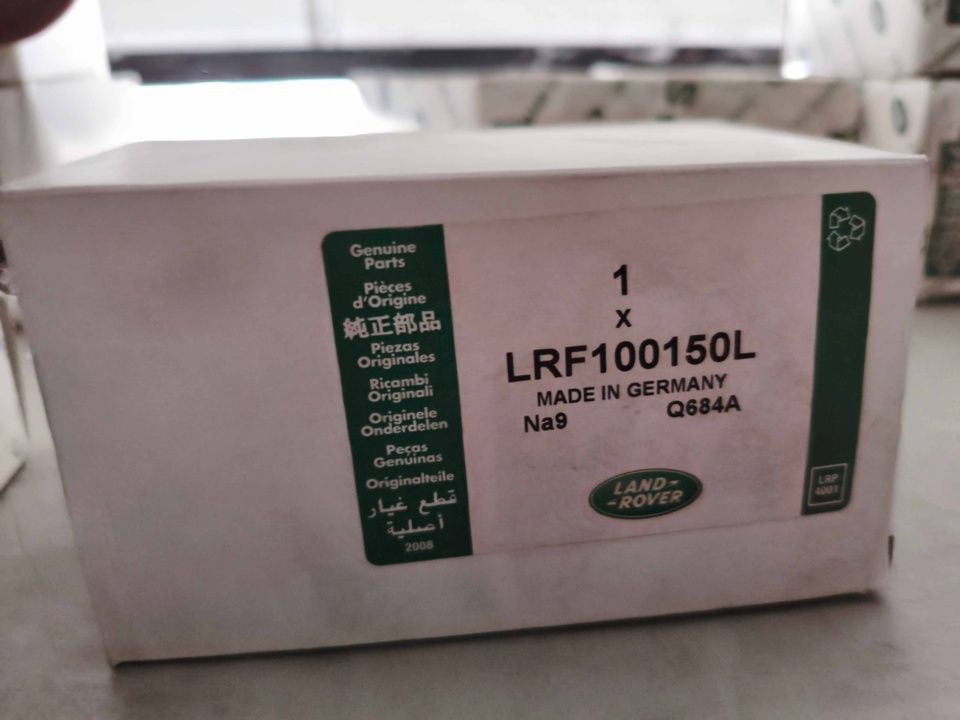 Genuine
Parts
Pièces
d'Origine
純正部品
Piezas
Originales
Ricambi
Originali
Originele
Onderdelen
Peças
Genuínas
Originalteile
قطع غيار
أصلية
2008
1
x
LRF100150L
MADE IN GERMANY
Na9 Q684A
LAND-
-ROVER
LRP
4001